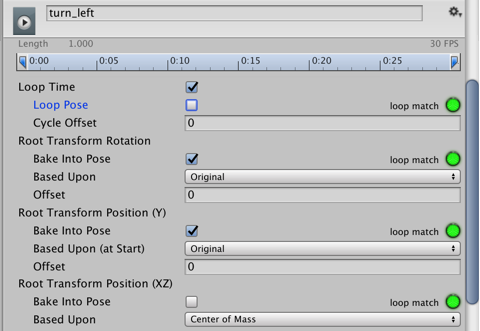 turn_left
Length 1.000 30 FPS
0:00 0:05 0:10 0:15 0:20 0:25
Loop Time
Loop Pose loop match
Cycle Offset 0
Root Transform Rotation
Bake Into Pose loop match
Based Upon Original
Offset 0
Root Transform Position (Y)
Bake Into Pose loop match
Based Upon (at Start) Original
Offset 0
Root Transform Position (XZ)
Bake Into Pose loop match
Based Upon Center of Mass